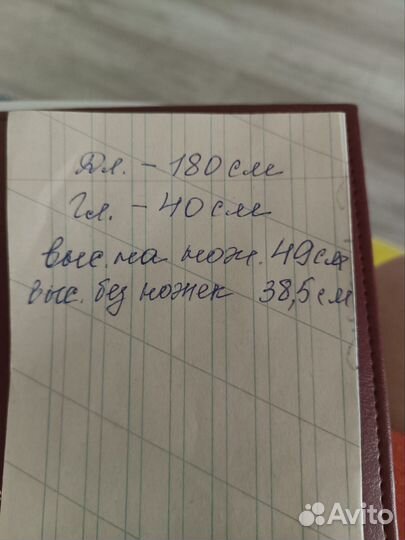 Дл. - 180 см
Гл. - 40 см
выс. на нож. 49 см
выс. без ножек 38,5 см
Avito